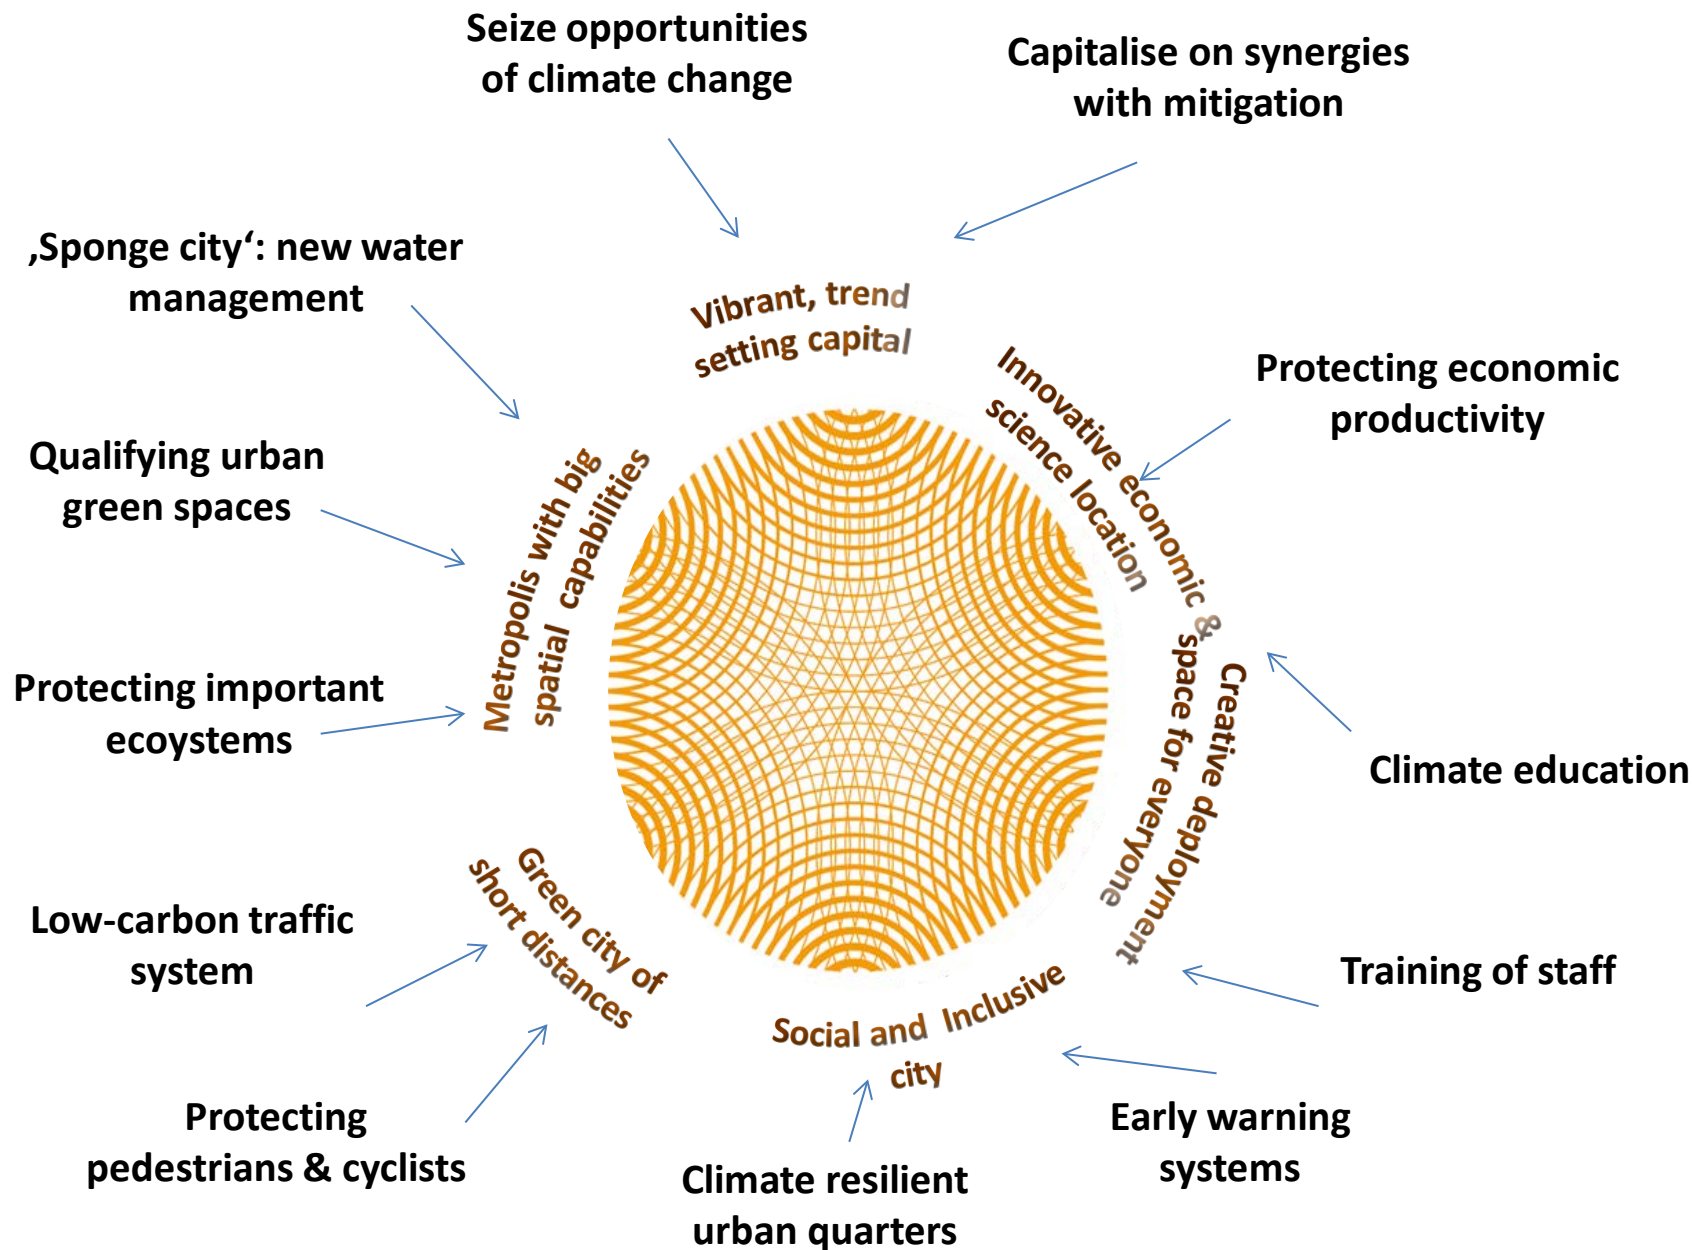 Seize opportunities
of climate change
Capitalise on synergies
with mitigation
‚Sponge city‘: new water
management
Vibrant, trend
setting capital
Innovative economic &
science location
Protecting economic
productivity
Qualifying urban
green spaces
Metropolis with big
spatial capabilities
Protecting important
ecoystems
Creative deployment
space for everyone
Climate education
Green city of
short distances
Low-carbon traffic
system
Training of staff
Social and Inclusive
city
Protecting
pedestrians & cyclists
Early warning
systems
Climate resilient
urban quarters